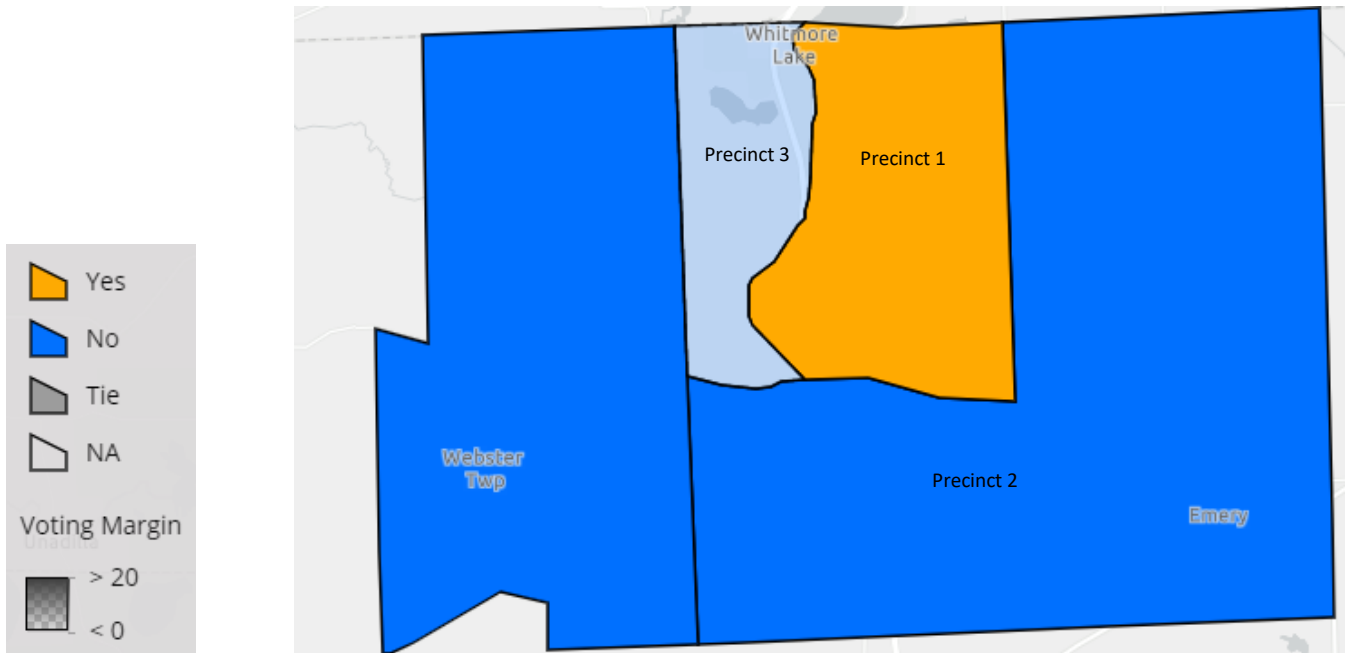 Whitmore
Lake
Precinct 3
Precinct 1
Yes
No
Tie
NA
Webster
Twp
Precinct 2
Emery
Voting Margin
Unadilla
> 20
< 0